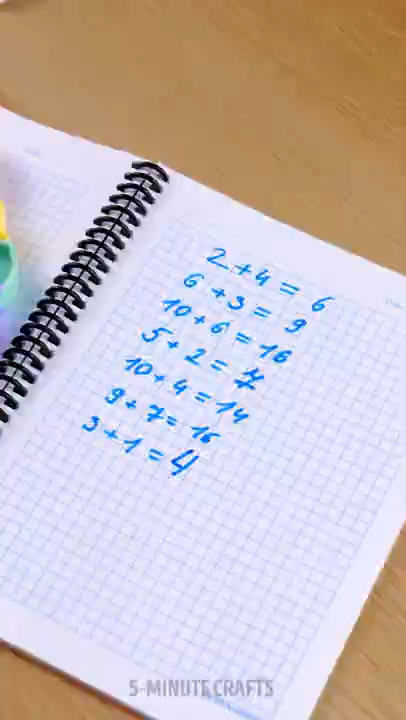 2 + 4 = 6
6 + 3 = 9
10 + 6 = 16
5 + 2 = 7
10 + 4 = 14
9 + 7 = 16
3 + 1 = 4
5-MINUTE CRAFTS